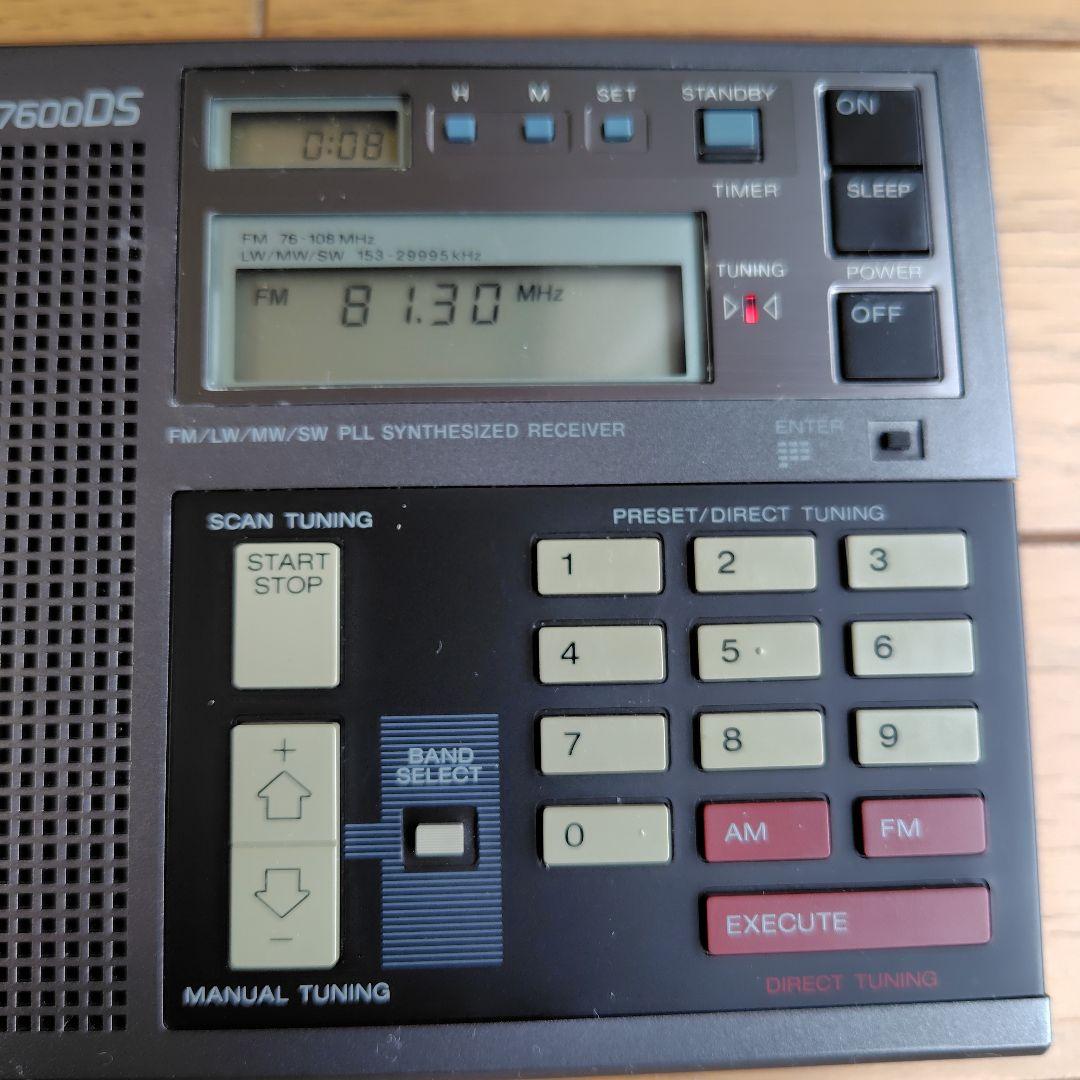 7600DS
H M SET STANDBY
0:08
TIMER
ON
SLEEP
POWER
OFF
FM 76-108 MHz
LW/MW/SW 153-29995 kHz
FM 81.30 MHz
TUNING
FM/LW/MW/SW PLL SYNTHESIZED RECEIVER
ENTER
SCAN TUNING
START
STOP
+
−
MANUAL TUNING
BAND
SELECT
PRESET/DIRECT TUNING
1 2 3
4 5 6
7 8 9
0 AM FM
EXECUTE
DIRECT TUNING